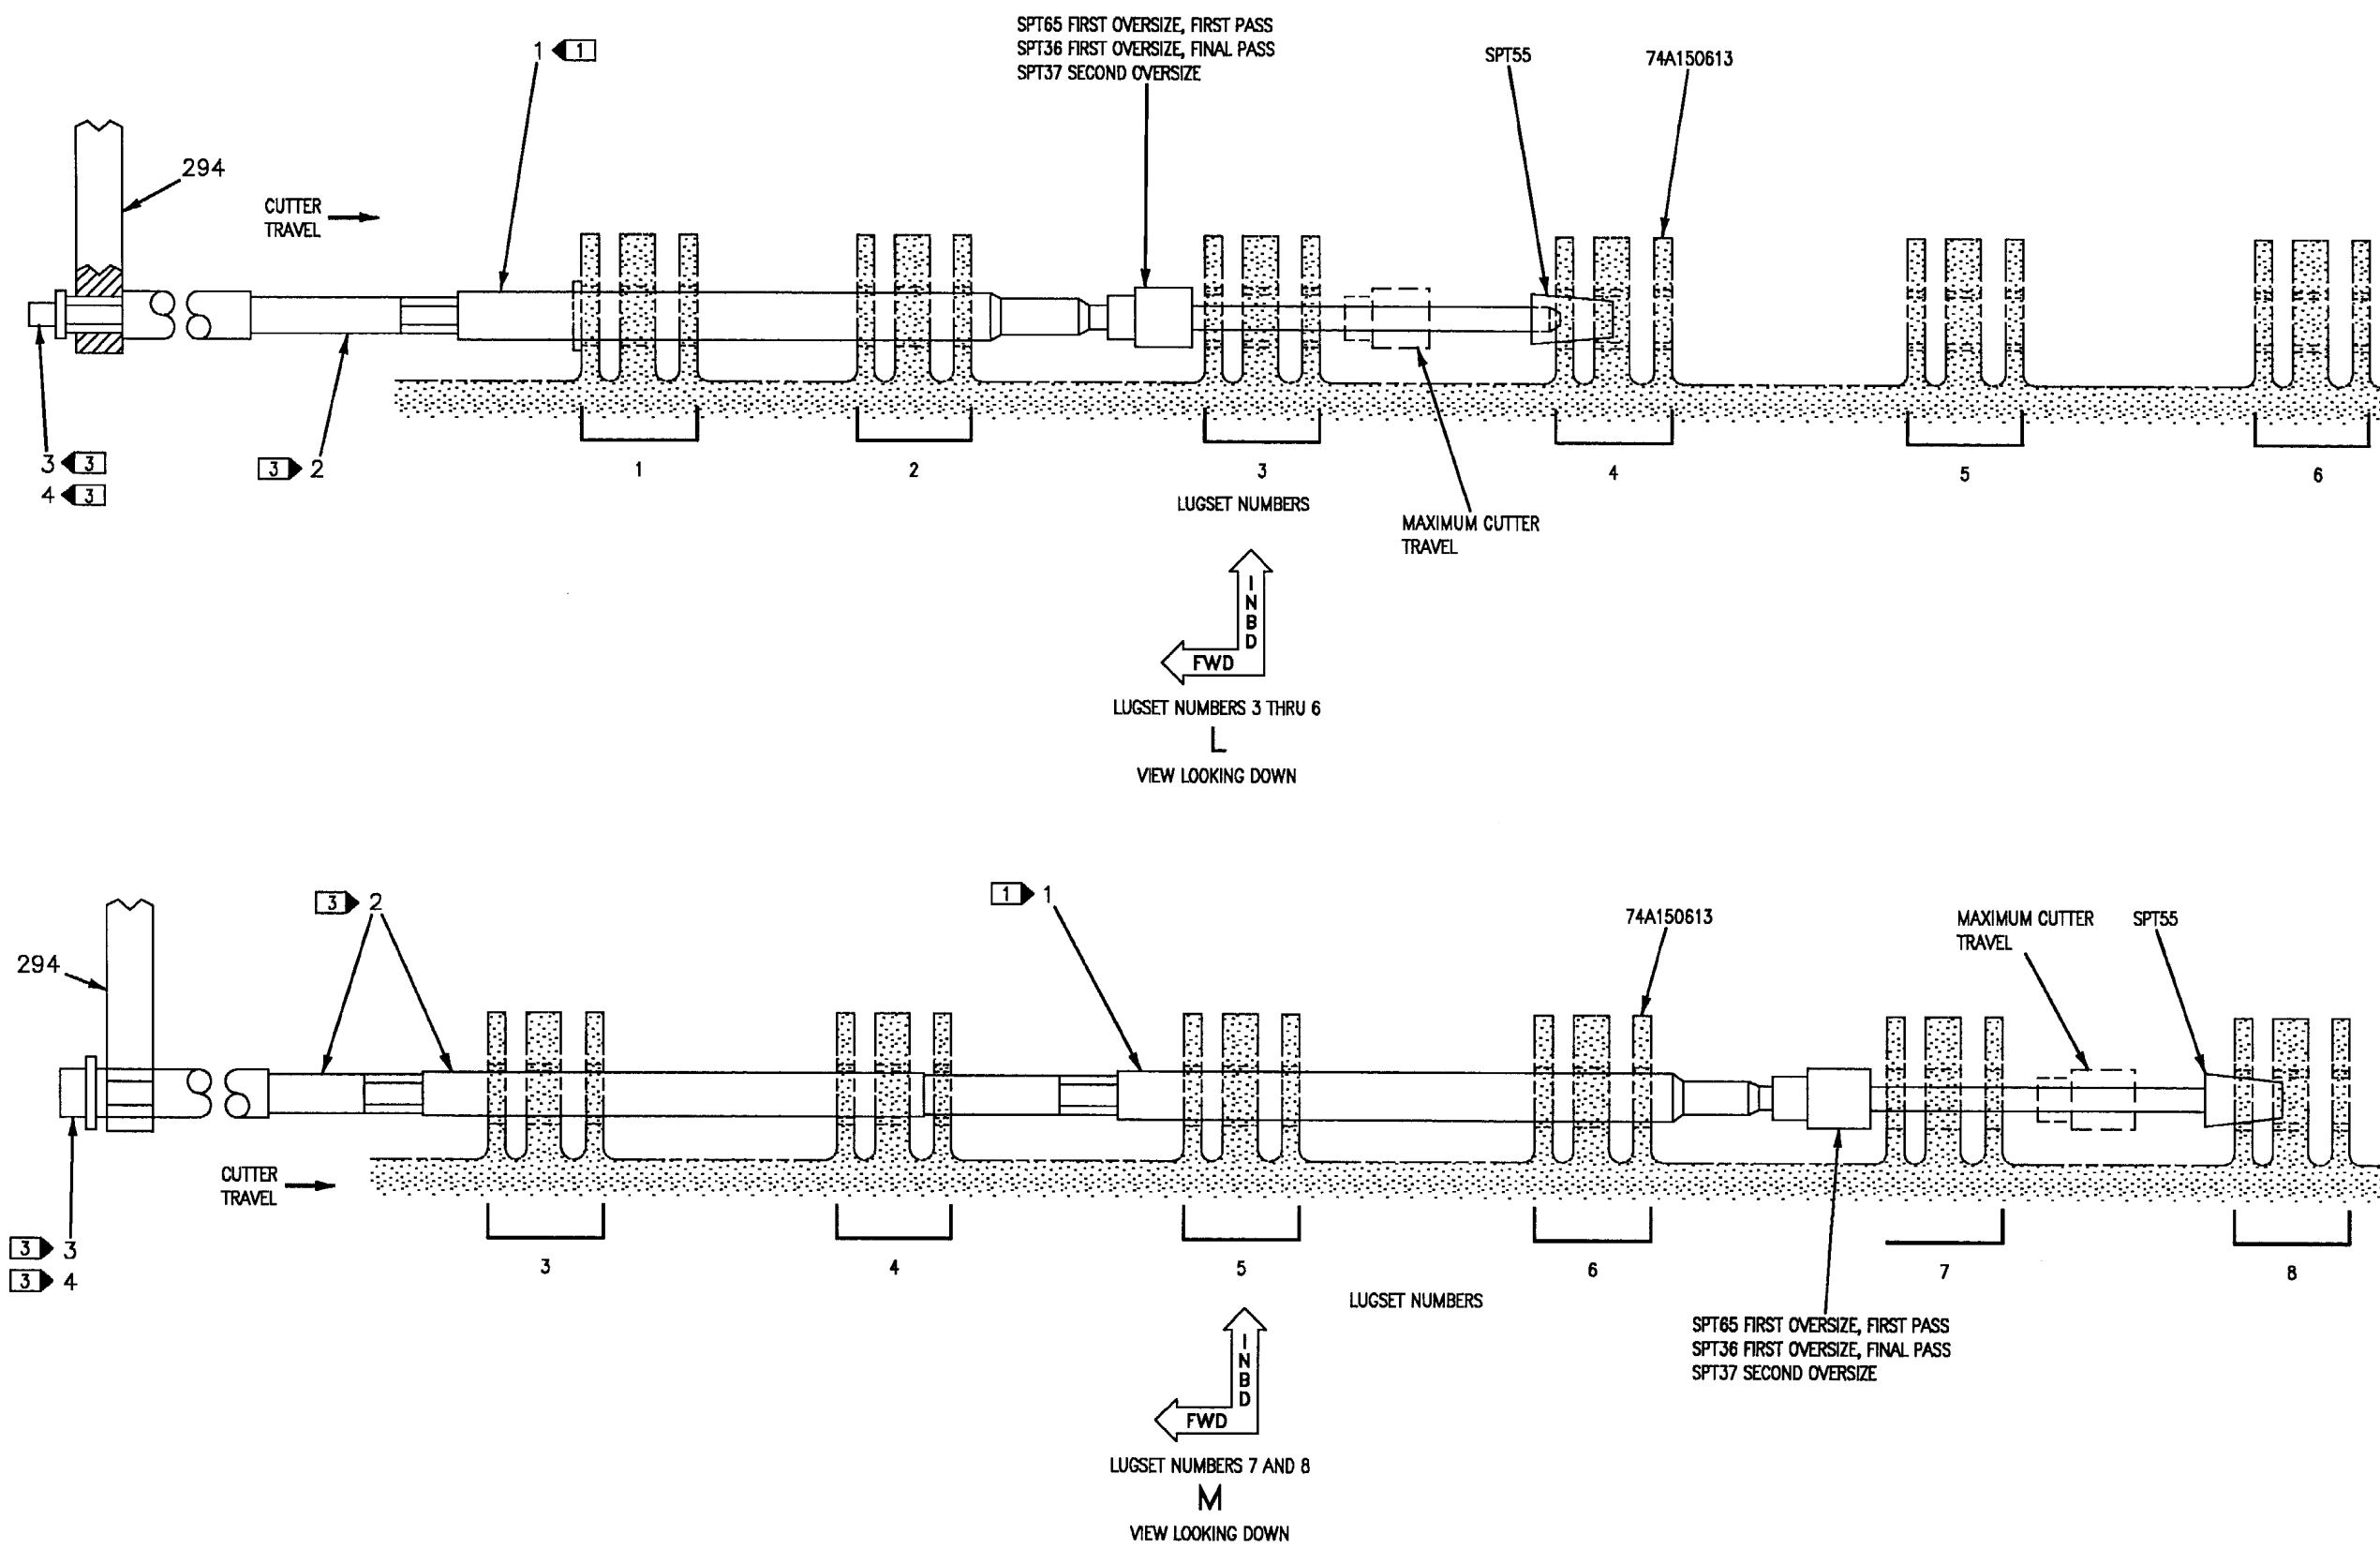 SPT65 FIRST OVERSIZE, FIRST PASS
SPT36 FIRST OVERSIZE, FINAL PASS
SPT37 SECOND OVERSIZE
1 1
SPT55
74A150613
294
CUTTER
TRAVEL
3 3
4 3
3 2
1
2
3
4
5
6
LUGSET NUMBERS
MAXIMUM CUTTER
TRAVEL
INBD
FWD
LUGSET NUMBERS 3 THRU 6
L
VIEW LOOKING DOWN
3 2
1 1
74A150613
MAXIMUM CUTTER
TRAVEL
SPT55
294
CUTTER
TRAVEL
3 3
3 4
3
4
5
6
7
8
LUGSET NUMBERS
SPT65 FIRST OVERSIZE, FIRST PASS
SPT36 FIRST OVERSIZE, FINAL PASS
SPT37 SECOND OVERSIZE
INBD
FWD
LUGSET NUMBERS 7 AND 8
M
VIEW LOOKING DOWN